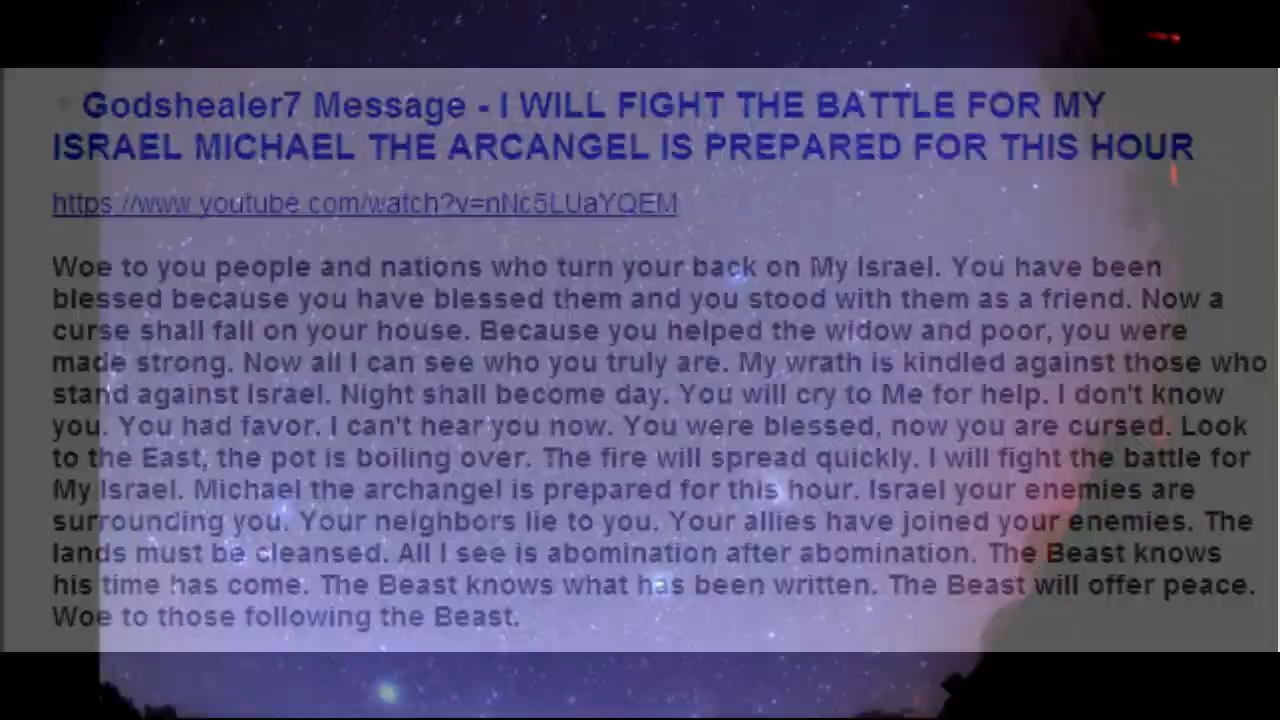 Godshealer7 Message - I WILL FIGHT THE BATTLE FOR MY
ISRAEL MICHAEL THE ARCANGEL IS PREPARED FOR THIS HOUR
https://www.youtube.com/watch?v=nNc5LUaYQEM
Woe to you people and nations who turn your back on My Israel. You have been
blessed because you have blessed them and you stood with them as a friend. Now a
curse shall fall on your house. Because you helped the widow and poor, you were
made strong. Now all I can see who you truly are. My wrath is kindled against those who
stand against Israel. Night shall become day. You will cry to Me for help. I don't know
you. You had favor. I can't hear you now. You were blessed, now you are cursed. Look
to the East, the pot is boiling over. The fire will spread quickly. I will fight the battle for
My Israel. Michael the archangel is prepared for this hour. Israel your enemies are
surrounding you. Your neighbors lie to you. Your allies have joined your enemies. The
lands must be cleansed. All I see is abomination after abomination. The Beast knows
his time has come. The Beast knows what has been written. The Beast will offer peace.
Woe to those following the Beast.